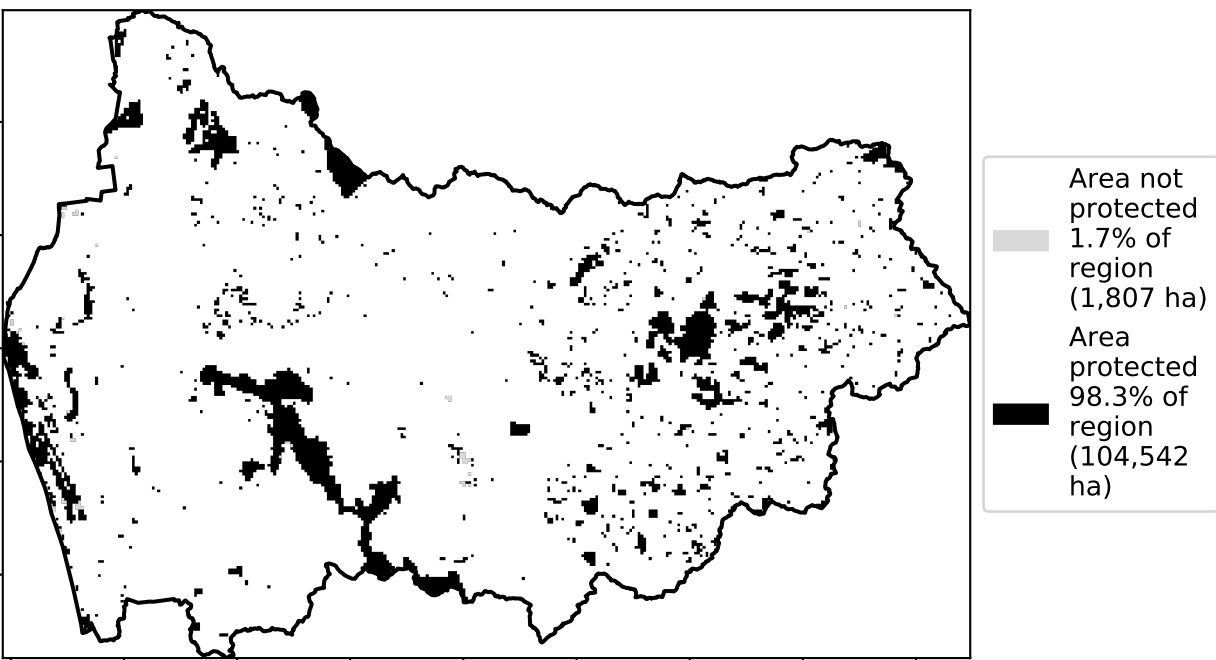 Area not
protected
1.7% of
region
(1,807 ha)
Area
protected
98.3% of
region
(104,542
ha)